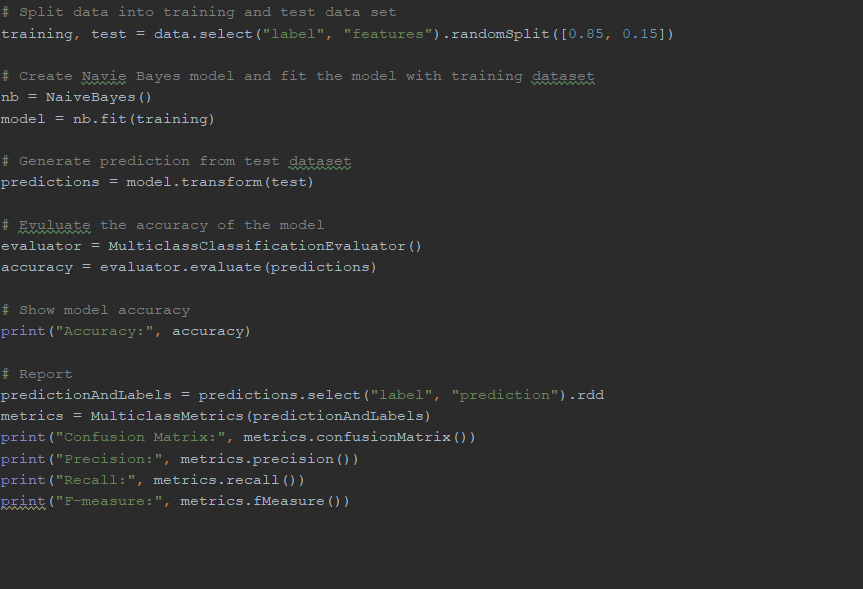 # Split data into training and test data set
training, test = data.select("label", "features").randomSplit([0.85, 0.15])
# Create Navie Bayes model and fit the model with training dataset
nb = NaiveBayes()
model = nb.fit(training)
# Generate prediction from test dataset
predictions = model.transform(test)
# Evuluate the accuracy of the model
evaluator = MulticlassClassificationEvaluator()
accuracy = evaluator.evaluate(predictions)
# Show model accuracy
print("Accuracy:", accuracy)
# Report
predictionAndLabels = predictions.select("label", "prediction").rdd
metrics = MulticlassMetrics(predictionAndLabels)
print("Confusion Matrix:", metrics.confusionMatrix())
print("Precision:", metrics.precision())
print("Recall:", metrics.recall())
print("F-measure:", metrics.fMeasure())